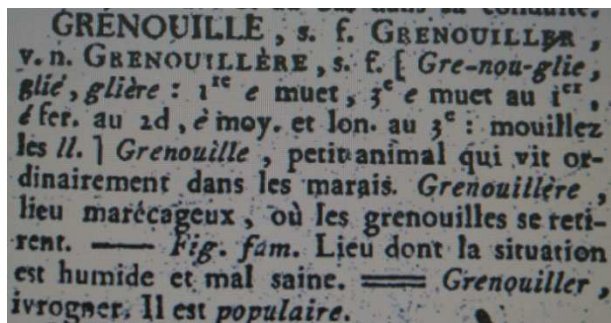 GRENOUILLE, s. f. GRENOUILLER,
v. n. GRENOUILLÈRE, s. f. [ Gre-nou-glie,
glié, glière : 1re e muet, 3e e muet au 1er,
é fer. au 2d, è moy. et lon. au 3e : mouillez
les ll. ] Grenouille, petit animal qui vit or-
dinairement dans les marais. Grenouillère,
lieu marécageux, où les grenouilles se reti-
rent. — Fig. fam. Lieu dont la situation
est humide et mal saine. = Grenouiller,
ivrogner. Il est populaire.